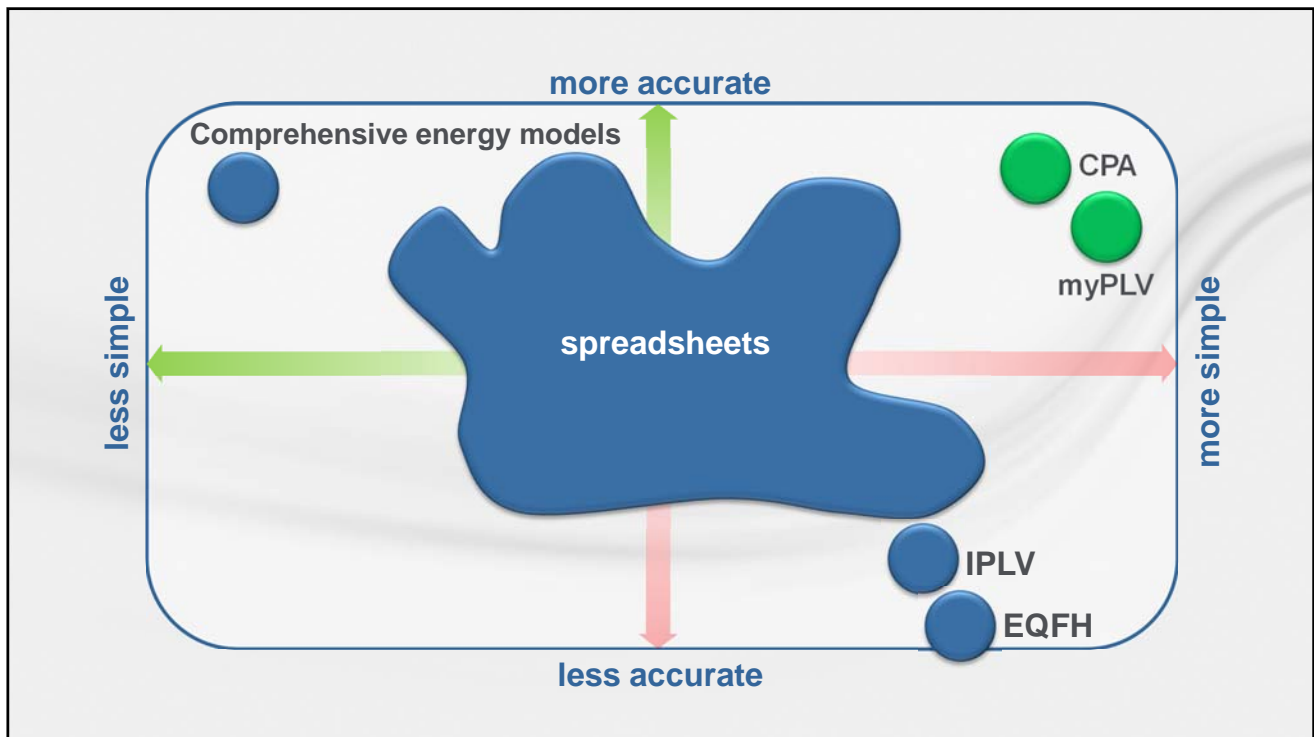 more accurate
Comprehensive energy models
CPA
myPLV
less simple
spreadsheets
more simple
IPLV
EQFH
less accurate